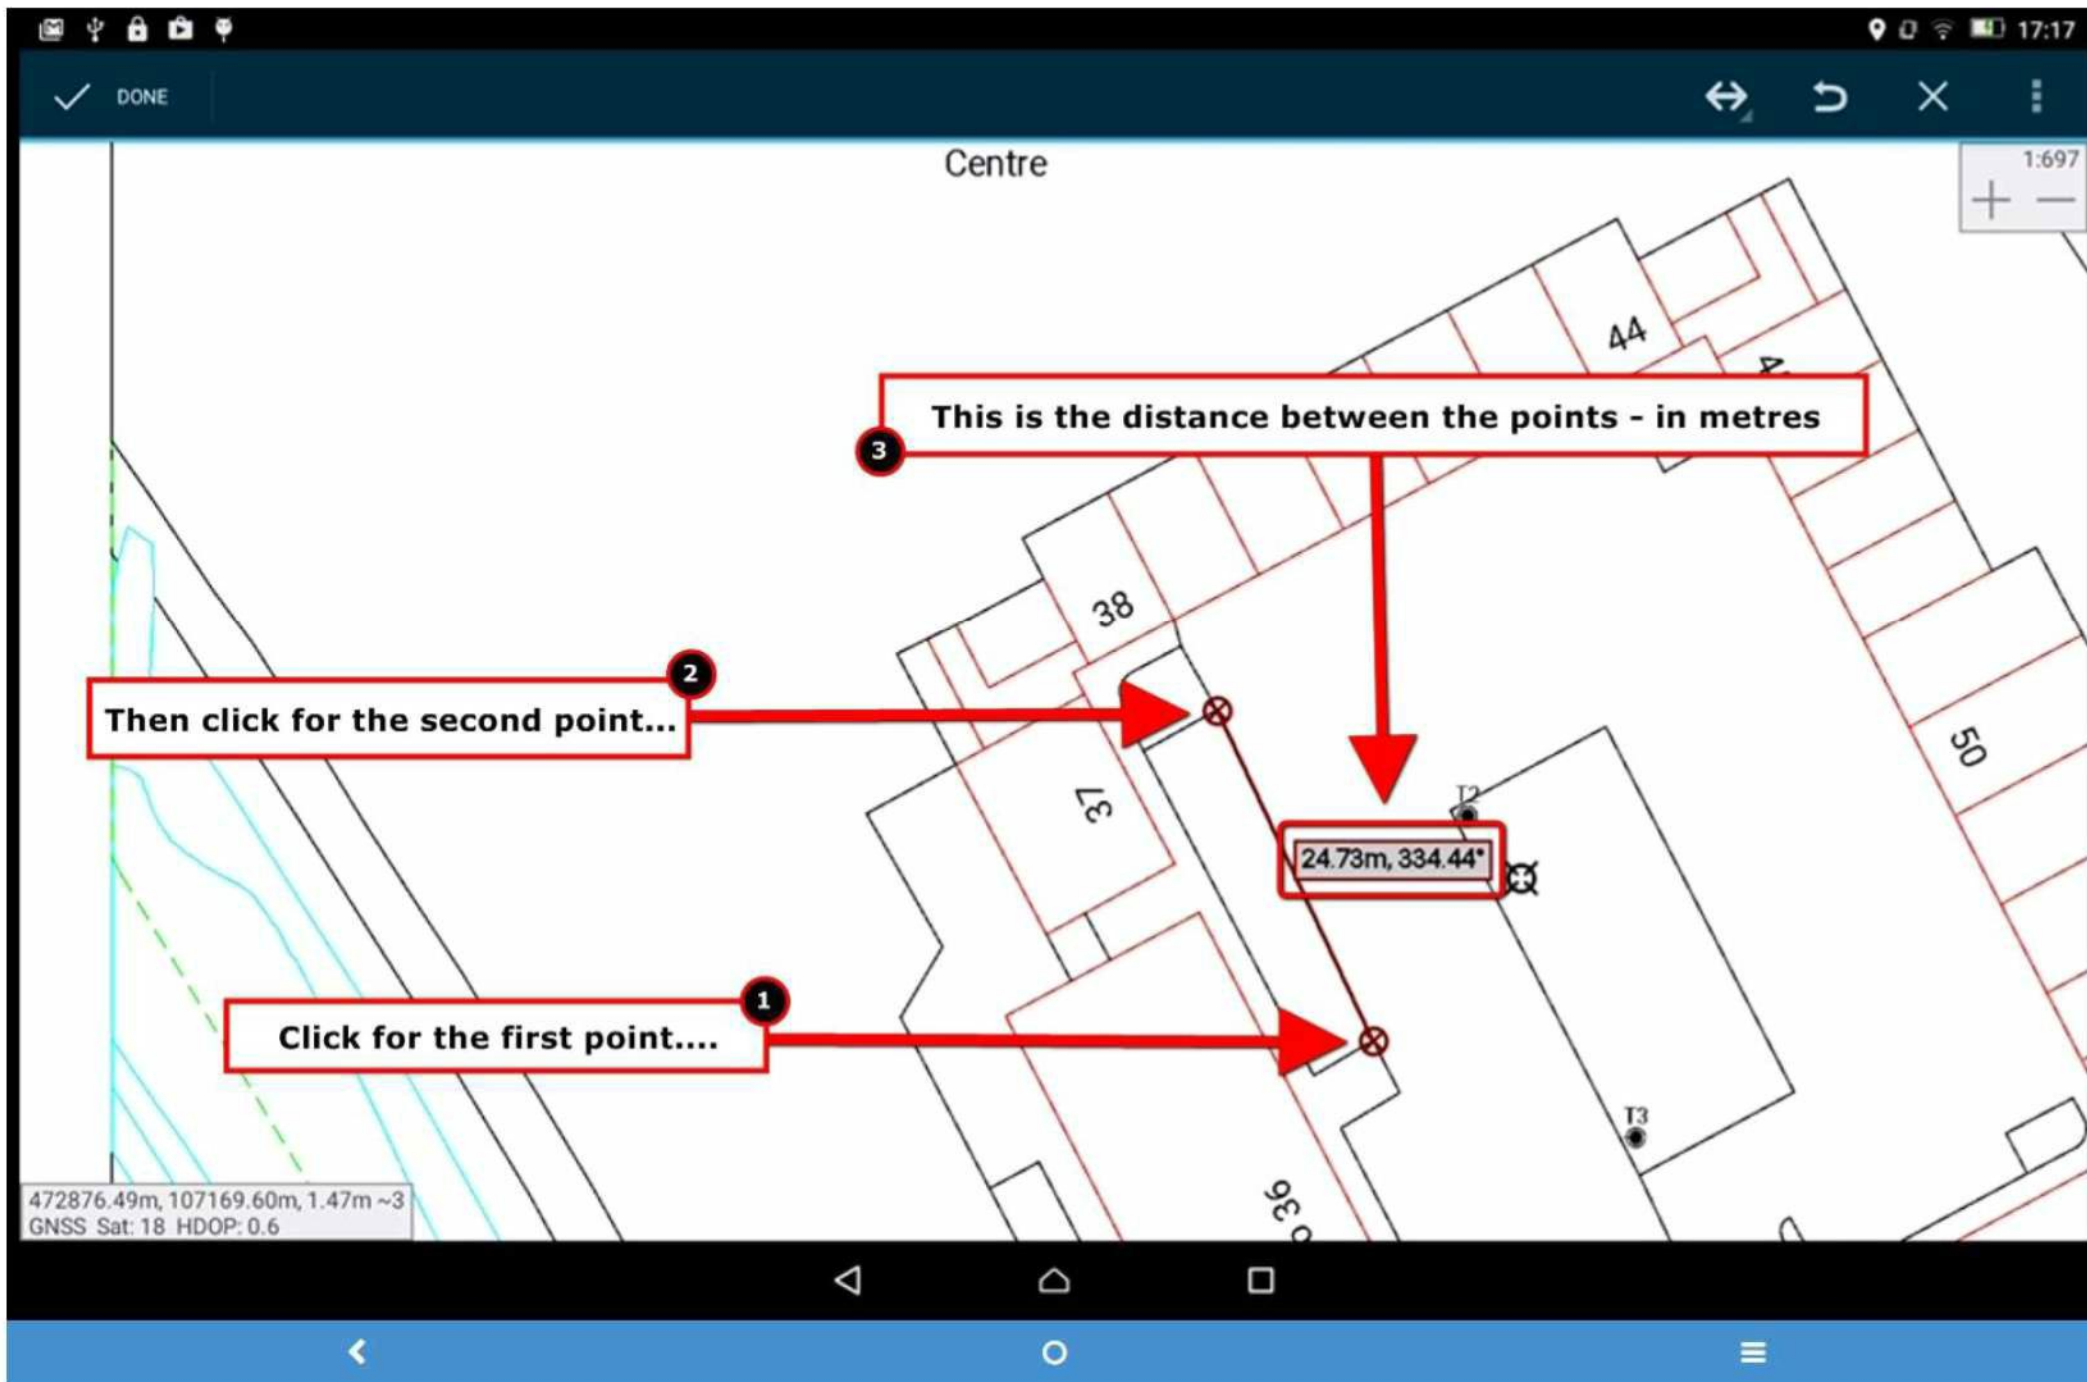 17:17
DONE
Centre
1:697
44
This is the distance between the points - in metres
3
38
2
Then click for the second point...
50
37
T2
24.73m, 334.44°
1
Click for the first point....
T3
36
472876.49m, 107169.60m, 1.47m ~3
GNSS Sat: 18 HDOP: 0.6